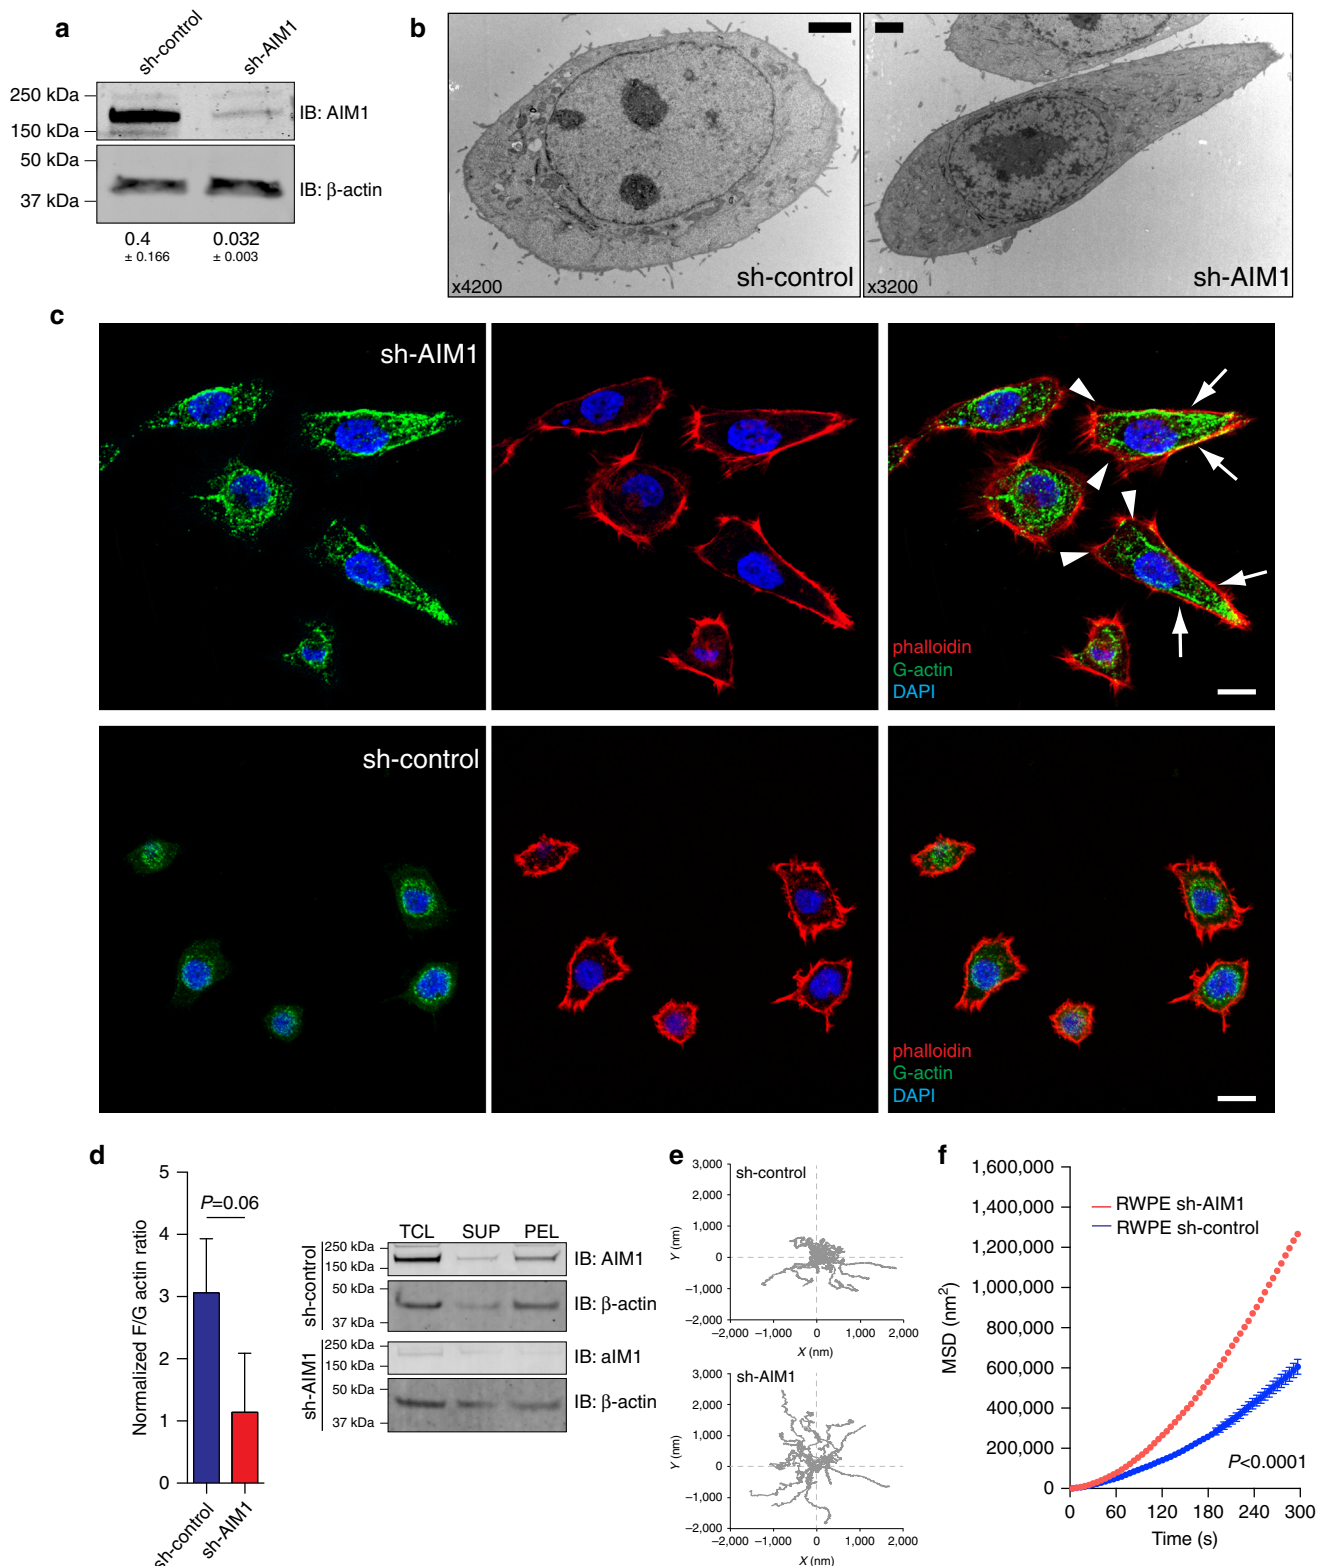 a
sh-control
sh-AIM1
250 kDa
150 kDa
IB: AIM1
50 kDa
37 kDa
IB: β-actin
0.4
± 0.166
0.032
± 0.003
b
x4200
sh-control
x3200
sh-AIM1
c
sh-AIM1
phalloidin
G-actin
DAPI
sh-control
phalloidin
G-actin
DAPI
d
Normalized F/G actin ratio
5
4
3
2
1
0
P=0.06
sh-control
sh-AIM1
TCL SUP PEL
sh-control
250 kDa
150 kDa
IB: AIM1
50 kDa
37 kDa
IB: β-actin
sh-AIM1
250 kDa
150 kDa
IB: aIM1
50 kDa
37 kDa
IB: β-actin
e
sh-control
Y (nm)
3,000
2,000
1,000
0
−1,000
−2,000
−2,000 −1,000 0 1,000 2,000
X (nm)
sh-AIM1
Y (nm)
3,000
2,000
1,000
0
−1,000
−2,000
−2,000 −1,000 0 1,000 2,000
X (nm)
f
MSD (nm²)
1,600,000
1,400,000
1,200,000
1,000,000
800,000
600,000
400,000
200,000
0
RWPE sh-AIM1
RWPE sh-control
P<0.0001
0 60 120 180 240 300
Time (s)